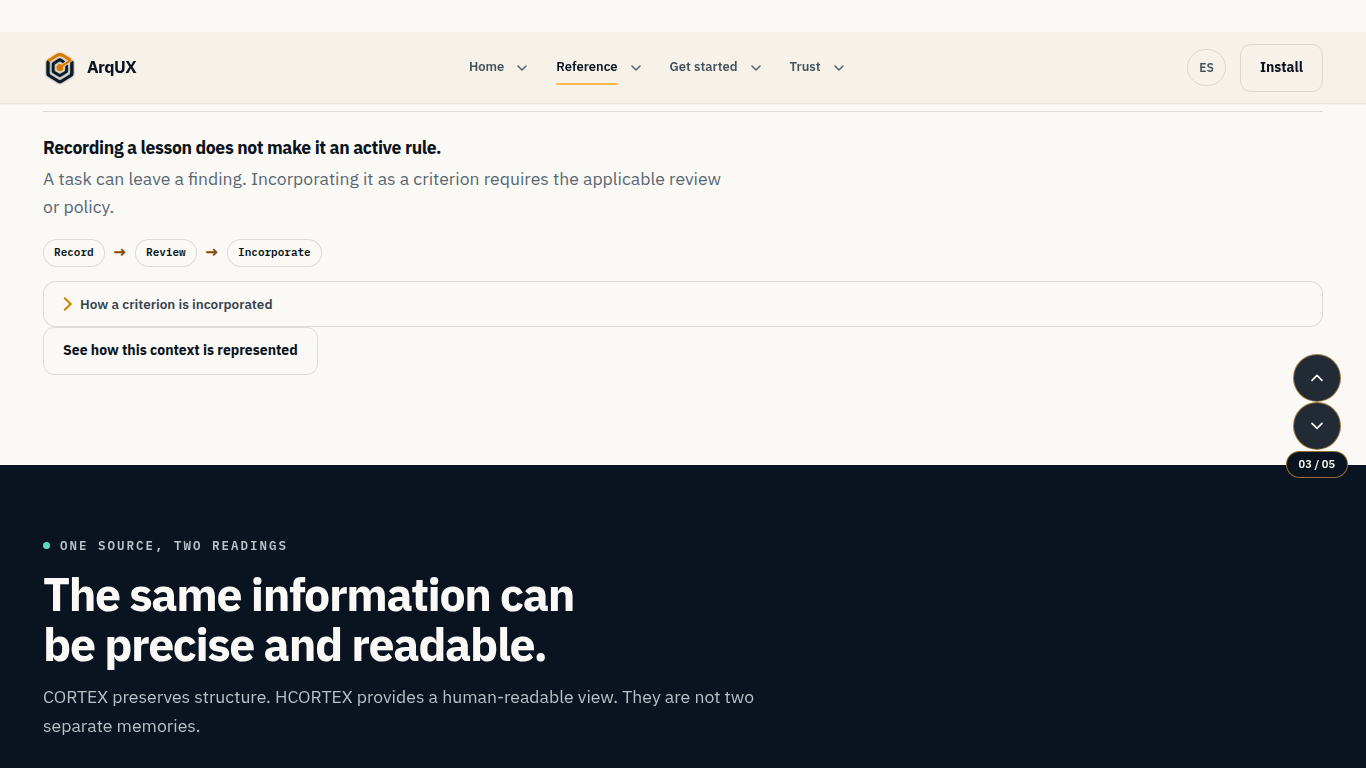 ArqUX
Home
Reference
Get started
Trust
ES
Install
Recording a lesson does not make it an active rule.
A task can leave a finding. Incorporating it as a criterion requires the applicable review
or policy.
Record → Review → Incorporate
How a criterion is incorporated
See how this context is represented
03 / 05
ONE SOURCE, TWO READINGS
The same information can
be precise and readable.
CORTEX preserves structure. HCORTEX provides a human-readable view. They are not two
separate memories.